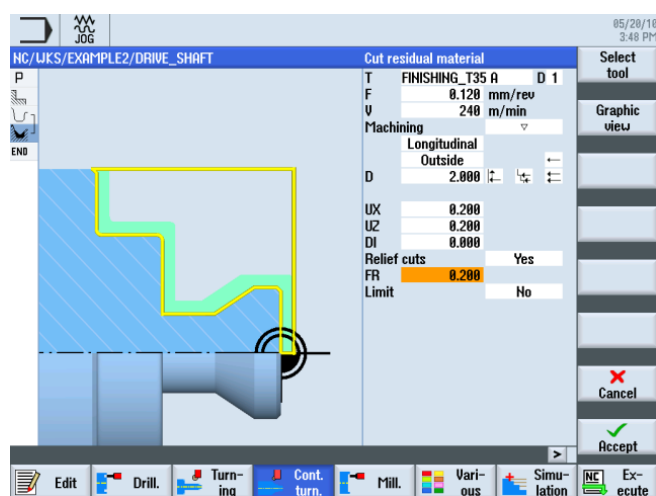 JOG
05/20/10
3:48 PM
NC/WKS/EXAMPLE2/DRIVE_SHAFT
Cut residual material
Select
tool
P
T FINISHING_T35 A D 1
F 0.120 mm/rev
V 240 m/min
Graphic
view
Machining ▽
END
Longitudinal
Outside ←
D 2.000
UX 0.200
UZ 0.200
DI 0.000
Relief cuts Yes
FR 0.200
Limit No
Cancel
Accept
>
Edit
Drill.
Turn-
ing
Cont.
turn.
Mill.
Vari-
ous
Simu-
lation
NC
Ex-
ecute